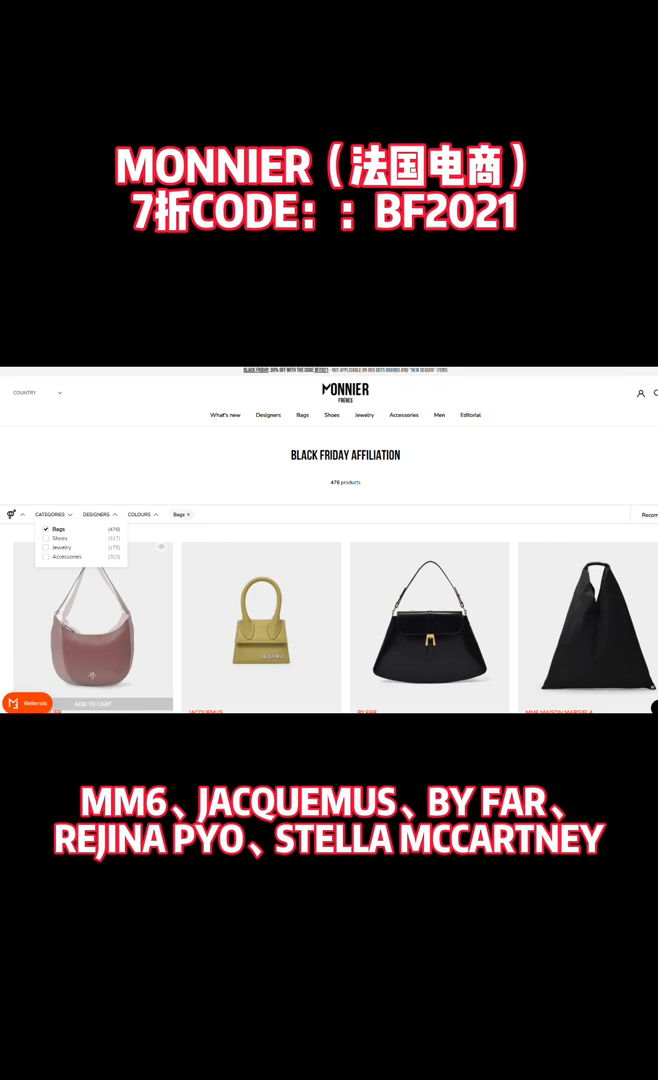 MONNIER（法国电商）
7折CODE：：BF2021
BLACK FRIDAY: 30% OFF WITH THE CODE BF2021 - NOT APPLICABLE ON RED DOTS BRANDS AND "NEW SEASON" ITEMS
COUNTRY
MONNIER
FRÈRES
What's new Designers Bags Shoes Jewelry Accessories Men Editorial
BLACK FRIDAY AFFILIATION
476 products
CATEGORIES DESIGNERS COLOURS Bags × Recom
Bags (476)
Shoes (317)
Jewelry (175)
Accessories
Referrals
ADD TO CART
JACQUEMUS
BY FAR
MM6 MAISON MARGIELA
MM6、JACQUEMUS、BY FAR、
REJINA PYO、STELLA MCCARTNEY